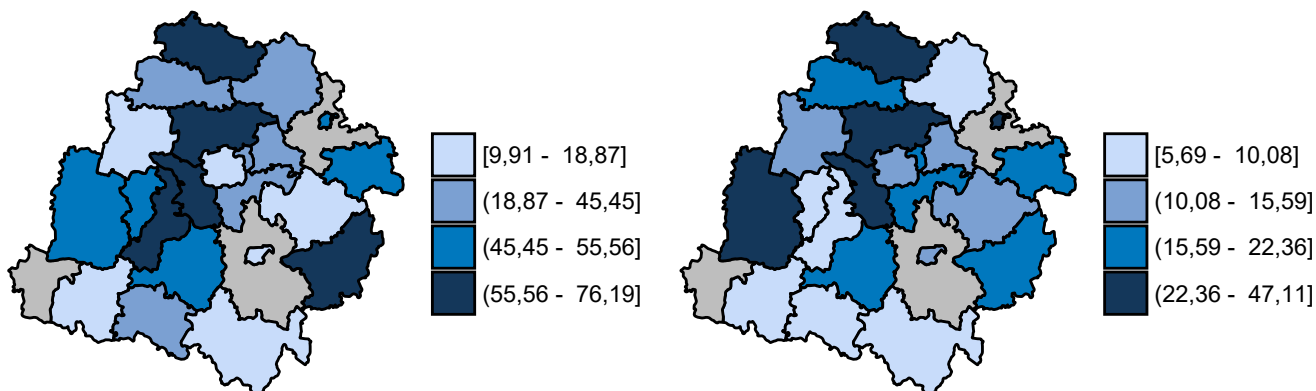 [9,91 - 18,87]
(18,87 - 45,45]
(45,45 - 55,56]
(55,56 - 76,19]
[5,69 - 10,08]
(10,08 - 15,59]
(15,59 - 22,36]
(22,36 - 47,11]